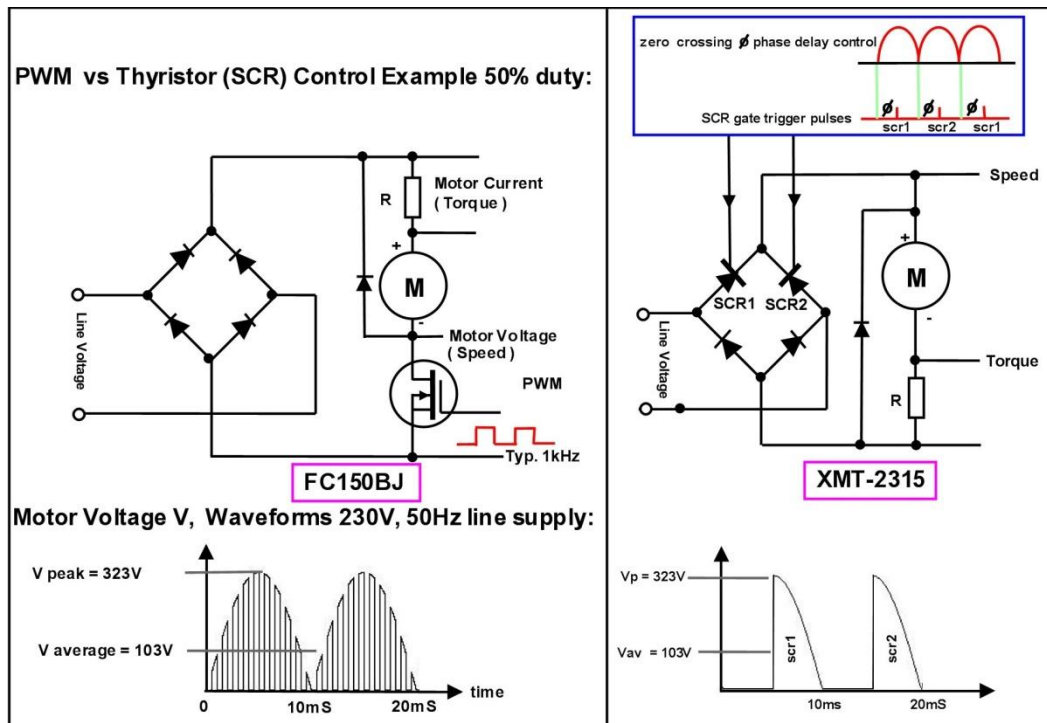 PWM vs Thyristor (SCR) Control Example 50% duty:
R
Motor Current
( Torque )
+
M
-
Line Voltage
Motor Voltage
( Speed )
PWM
Typ. 1kHz
FC150BJ
Motor Voltage V, Waveforms 230V, 50Hz line supply:
V peak = 323V
V average = 103V
0
10mS
20mS
time
zero crossing ϕ phase delay control
SCR gate trigger pulses
ϕ ϕ ϕ
scr1 scr2 scr1
Speed
+
M
-
SCR1 SCR2
Line Voltage
Torque
R
XMT-2315
Vp = 323V
Vav = 103V
scr1
scr2
10ms
20mS